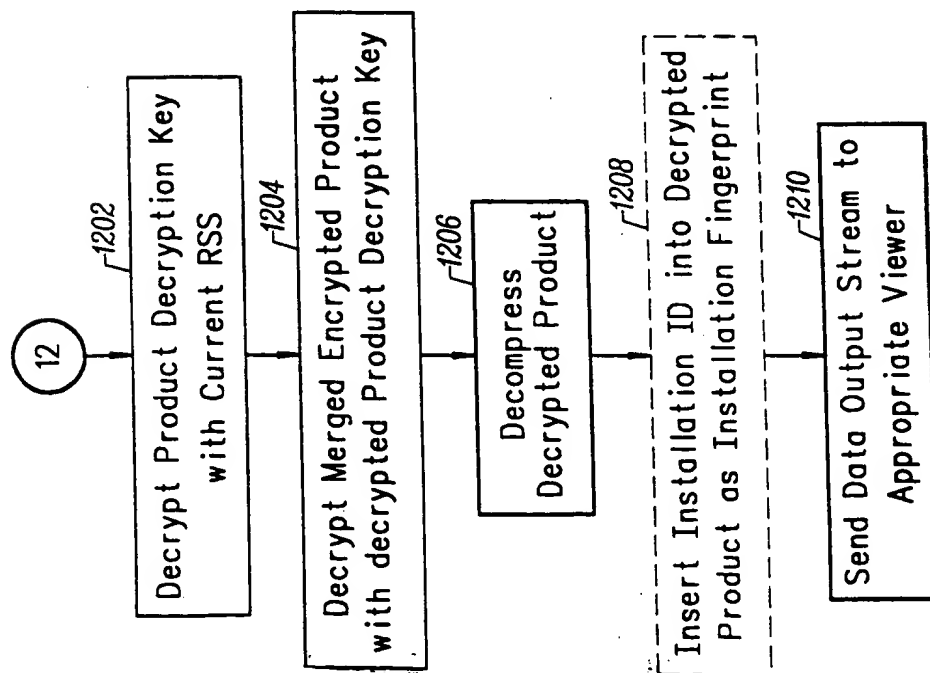 12
1202
Decrypt Product Decryption Key
with Current RSS
1204
Decrypt Merged Encrypted Product
with decrypted Product Decryption Key
1206
Decompress
Decrypted Product
1208
Insert Installation ID into Decrypted
Product as Installation Fingerprint
1210
Send Data Output Stream to
Appropriate Viewer